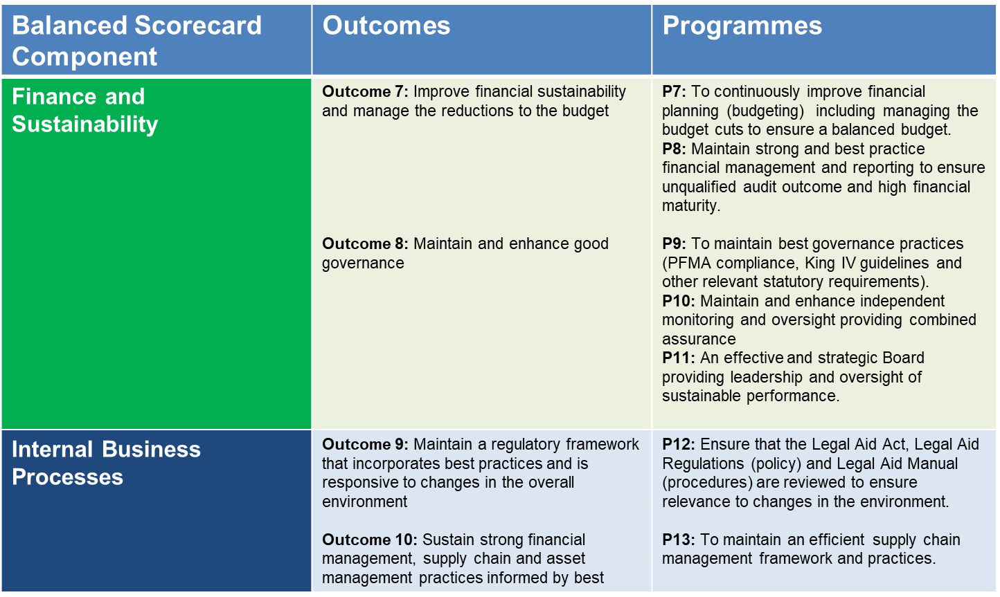 Balanced Scorecard
Component
Outcomes
Programmes
Finance and
Sustainability
Outcome 7: Improve financial sustainability
and manage the reductions to the budget
P7: To continuously improve financial
planning (budgeting) including managing the
budget cuts to ensure a balanced budget.
P8: Maintain strong and best practice
financial management and reporting to ensure
unqualified audit outcome and high financial
maturity.
Outcome 8: Maintain and enhance good
governance
P9: To maintain best governance practices
(PFMA compliance, King IV guidelines and
other relevant statutory requirements).
P10: Maintain and enhance independent
monitoring and oversight providing combined
assurance
P11: An effective and strategic Board
providing leadership and oversight of
sustainable performance.
Internal Business
Processes
Outcome 9: Maintain a regulatory framework
that incorporates best practices and is
responsive to changes in the overall
environment
P12: Ensure that the Legal Aid Act, Legal Aid
Regulations (policy) and Legal Aid Manual
(procedures) are reviewed to ensure
relevance to changes in the environment.
Outcome 10: Sustain strong financial
management, supply chain and asset
management practices informed by best
P13: To maintain an efficient supply chain
management framework and practices.